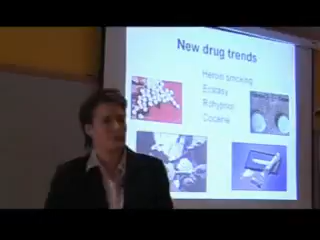 New drug trends
Heroin smoking
Ecstasy
Rohypnol
Cocaine